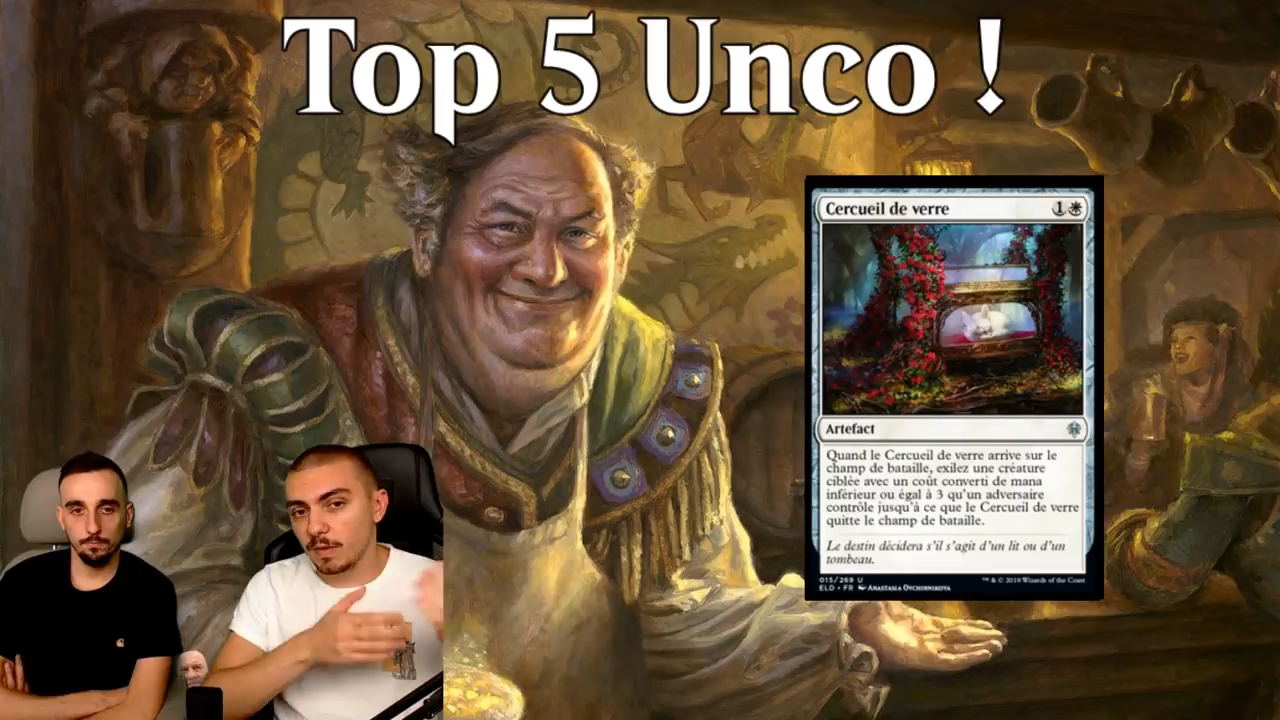 Top 5 Unco !
Cercueil de verre 1
Artefact
Quand le Cercueil de verre arrive sur le
champ de bataille, exilez une créature
ciblée avec un coût converti de mana
inférieur ou égal à 3 qu'un adversaire
contrôle jusqu'à ce que le Cercueil de verre
quitte le champ de bataille.
Le destin décidera s'il s'agit d'un lit ou d'un
tombeau.
015/269 U
™ & © 2019 Wizards of the Coast
ELD • FR Anastasia Ovchinnikova